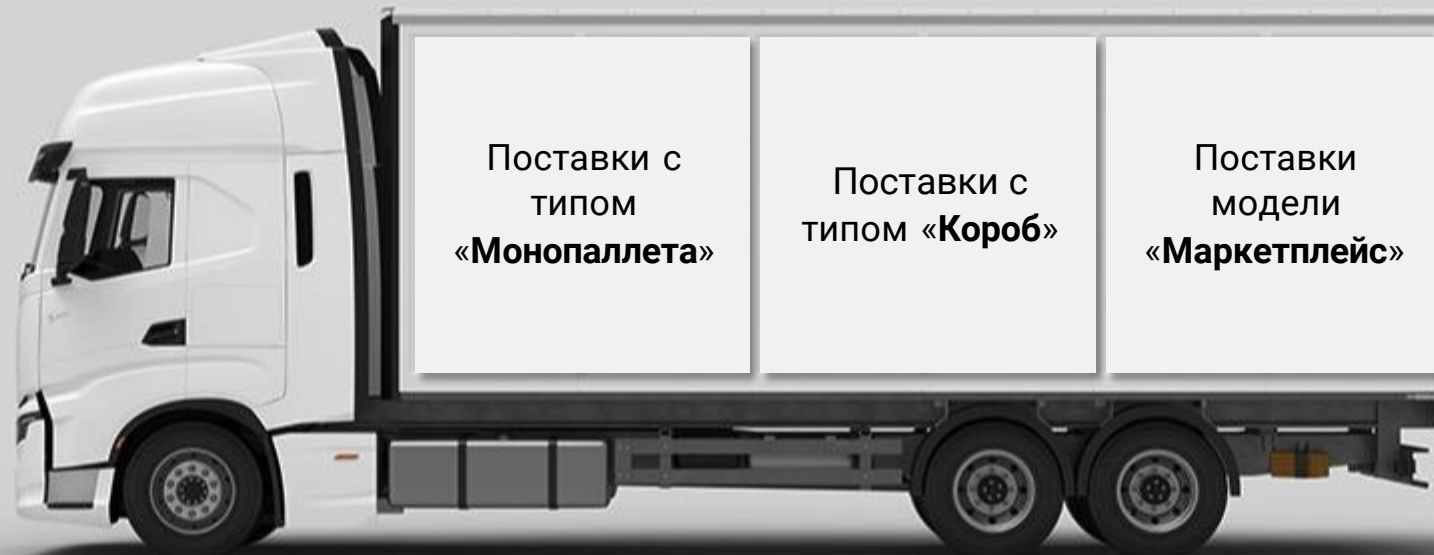 Поставки с
типом
«Монопаллета»
Поставки с
типом «Короб»
Поставки
модели
«Маркетплейс»